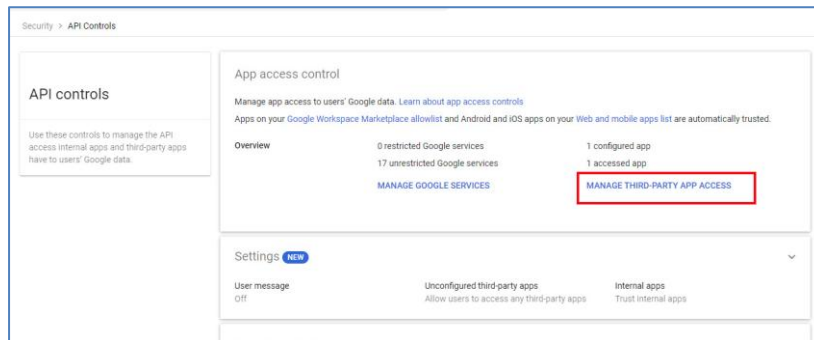 Security > API Controls
API controls
Use these controls to manage the API
access internal apps and third-party apps
have to users' Google data.
App access control
Manage app access to users' Google data. Learn about app access controls
Apps on your Google Workspace Marketplace allowlist and Android and iOS apps on your Web and mobile apps list are automatically trusted.
Overview
0 restricted Google services
1 configured app
17 unrestricted Google services
1 accessed app
MANAGE GOOGLE SERVICES
MANAGE THIRD-PARTY APP ACCESS
Settings NEW
User message
Unconfigured third-party apps
Internal apps
Off
Allow users to access any third-party apps
Trust internal apps